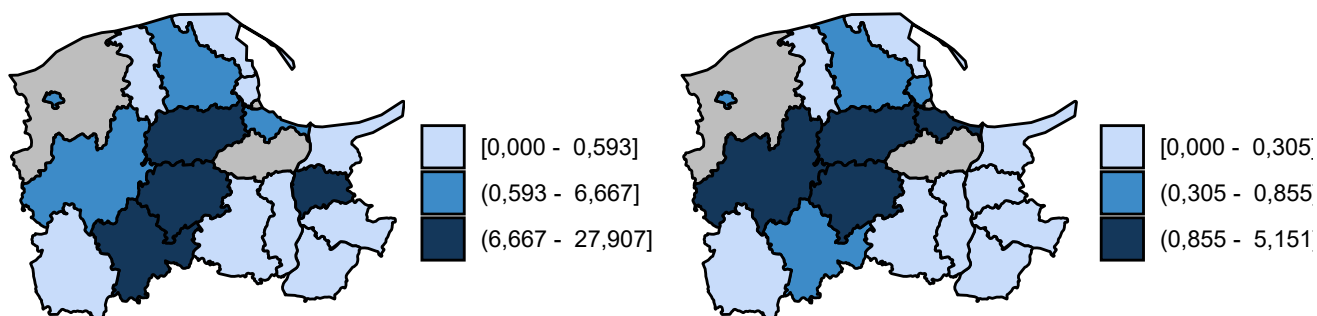 [0,000 - 0,593]
(0,593 - 6,667]
(6,667 - 27,907]
[0,000 - 0,305]
(0,305 - 0,855]
(0,855 - 5,151]